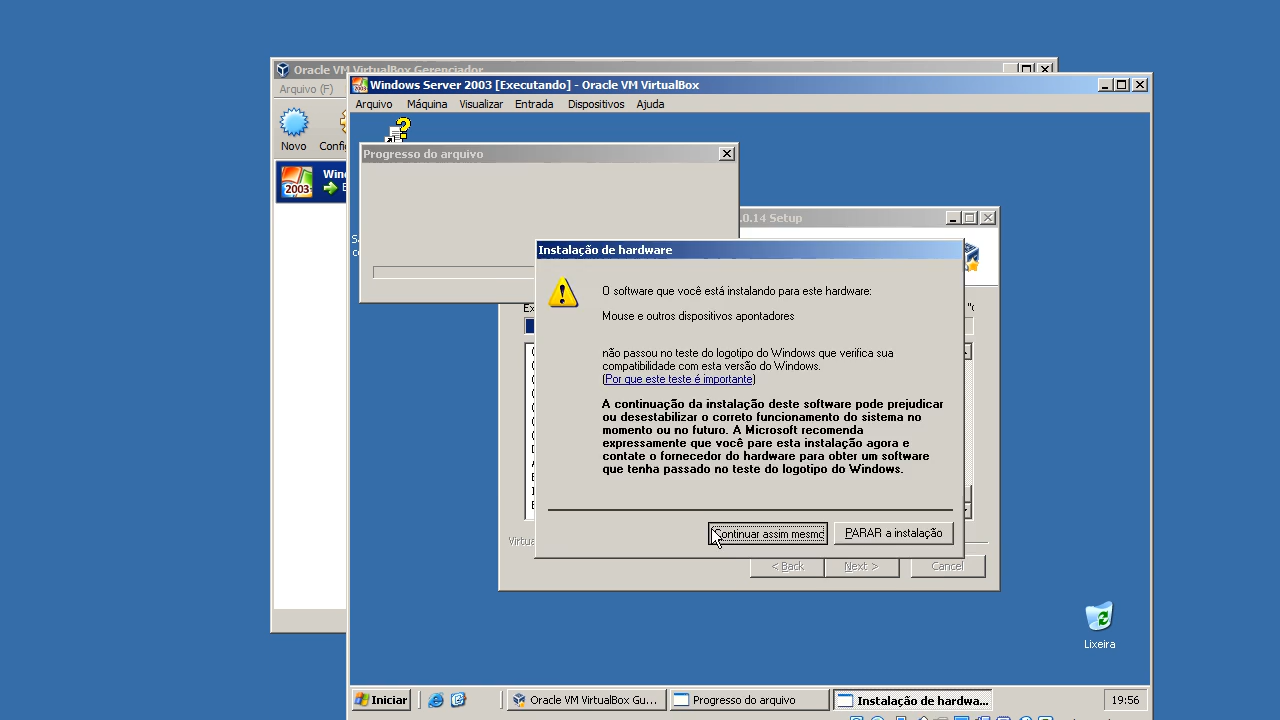 Oracle VM VirtualBox Gerenciador
Arquivo (F)
Novo
Windows Server 2003 [Executando] - Oracle VM VirtualBox
Arquivo Máquina Visualizar Entrada Dispositivos Ajuda
Progresso do arquivo
.0.14 Setup
Instalação de hardware
O software que você está instalando para este hardware:
Mouse e outros dispositivos apontadores
não passou no teste do logotipo do Windows que verifica sua
compatibilidade com esta versão do Windows.
(Por que este teste é importante)
A continuação da instalação deste software pode prejudicar
ou desestabilizar o correto funcionamento do sistema no
momento ou no futuro. A Microsoft recomenda
expressamente que você pare esta instalação agora e
contate o fornecedor do hardware para obter um software
que tenha passado no teste do logotipo do Windows.
Continuar assim mesmo PARAR a instalação
< Back Next > Cancel
Lixeira
Iniciar Oracle VM VirtualBox Gu... Progresso do arquivo Instalação de hardwa... 19:56